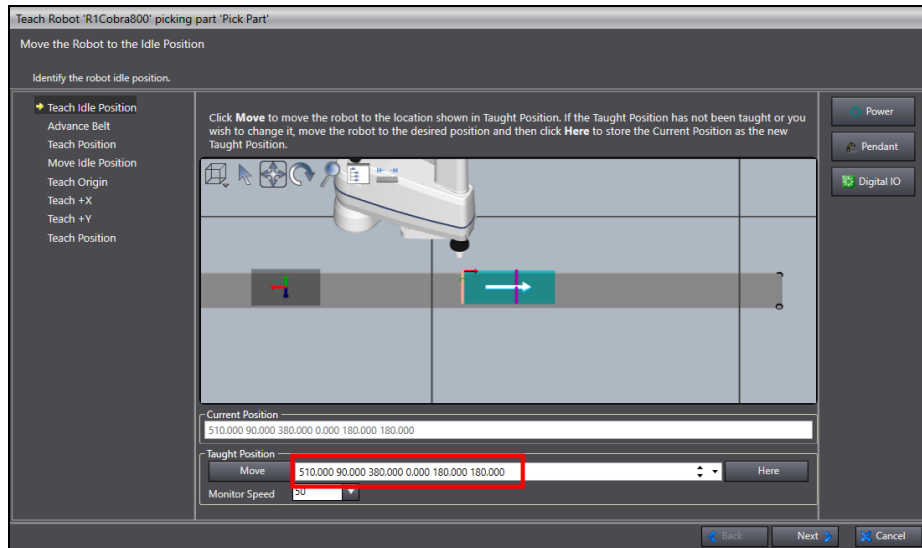 Teach Robot 'R1Cobra800' picking part 'Pick Part'
Move the Robot to the Idle Position
Identify the robot idle position.
Teach Idle Position
Advance Belt
Teach Position
Move Idle Position
Teach Origin
Teach +X
Teach +Y
Teach Position
Click Move to move the robot to the location shown in Taught Position. If the Taught Position has not been taught or you
wish to change it, move the robot to the desired position and then click Here to store the Current Position as the new
Taught Position.
Power
Pendant
Digital IO
Current Position
510.000 90.000 380.000 0.000 180.000 180.000
Taught Position
Move
510.000 90.000 380.000 0.000 180.000 180.000
Here
Monitor Speed
50
Back
Next
Cancel